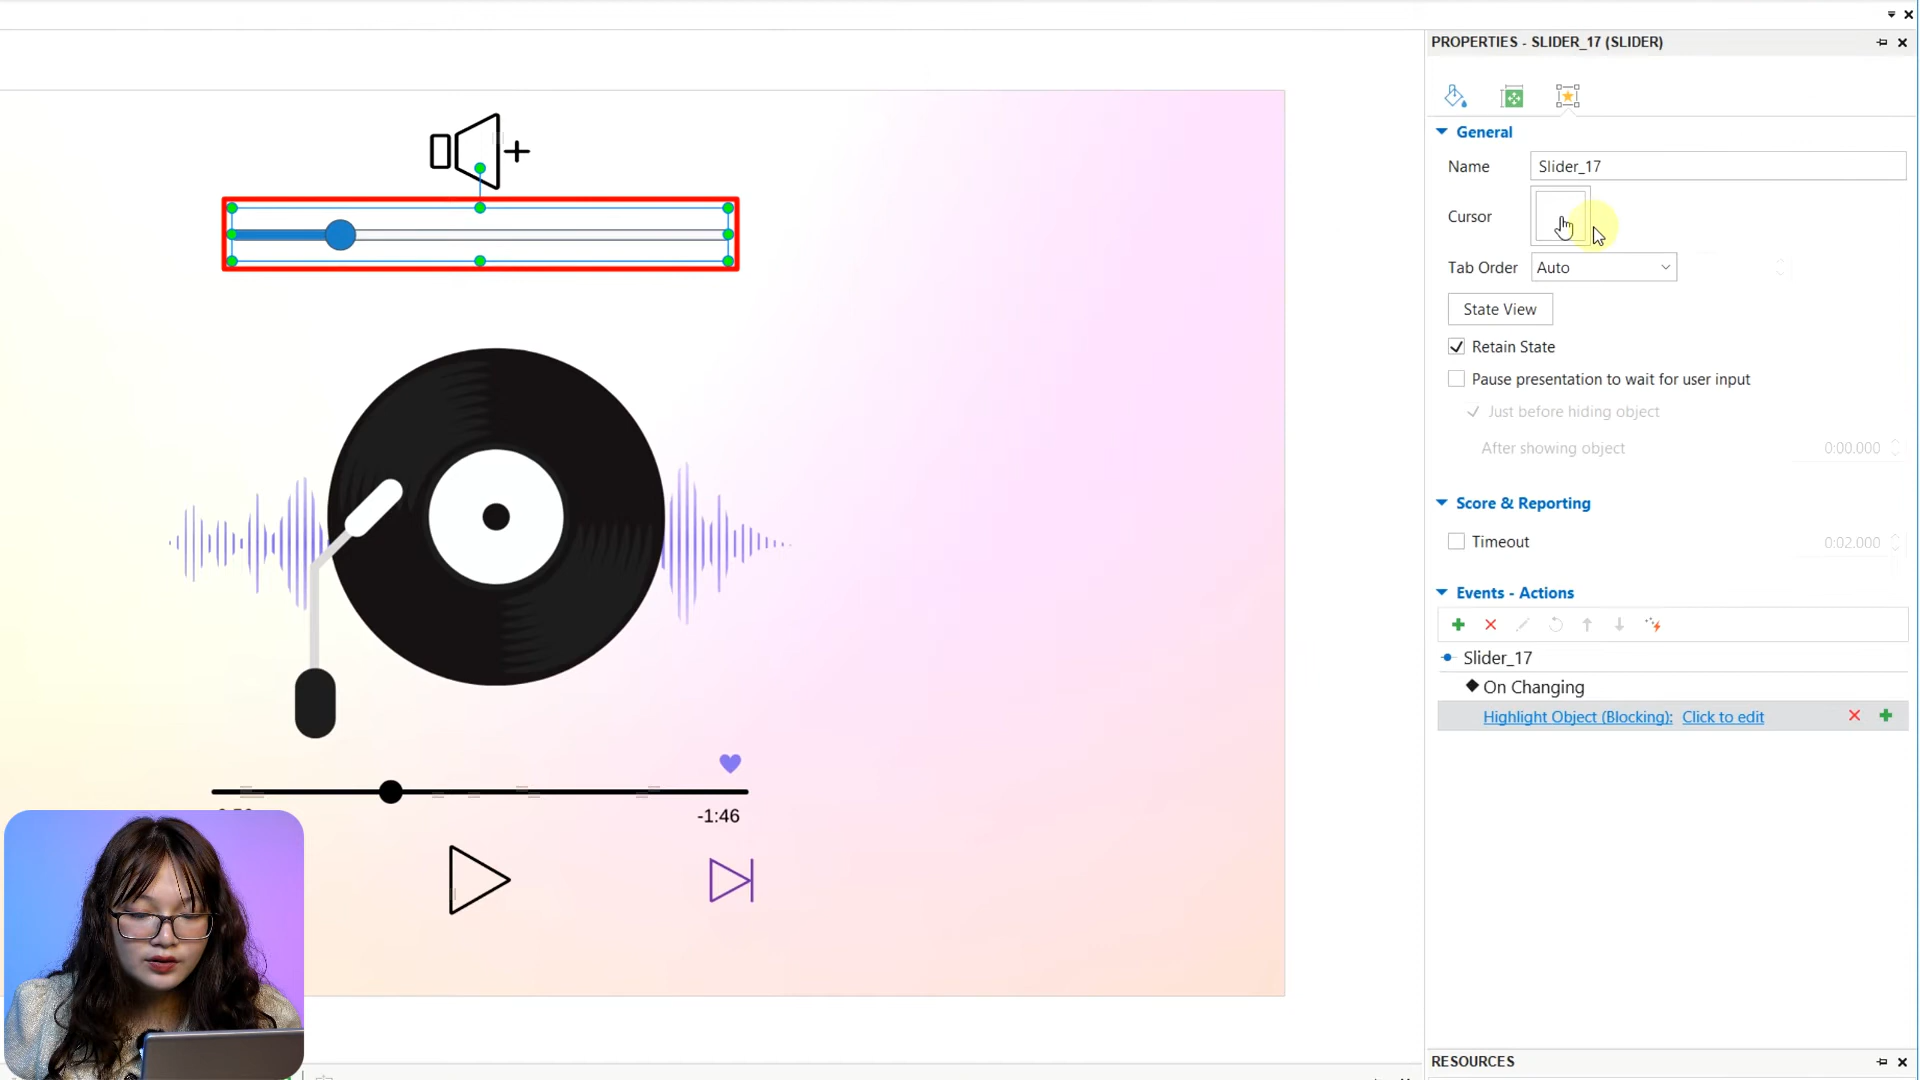 PROPERTIES - SLIDER_17 (SLIDER)
General
Name Slider_17
Cursor
Tab Order Auto
State View
Retain State
Pause presentation to wait for user input
Just before hiding object
After showing object 0:00.000
Score & Reporting
Timeout 0:02.000
Events - Actions
Slider_17
On Changing
Highlight Object (Blocking): Click to edit
-1:46
RESOURCES